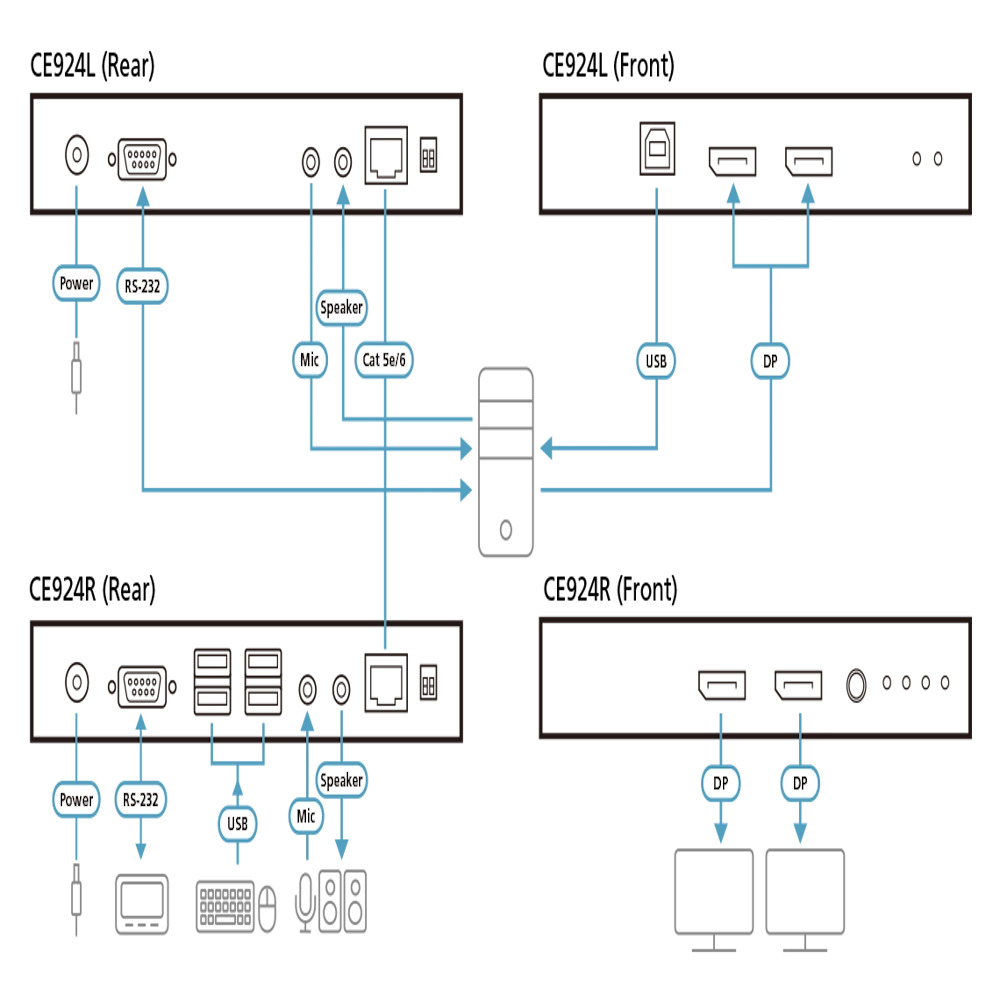 CE924L (Rear)
CE924L (Front)
Power
RS-232
Speaker
Mic
Cat 5e/6
USB
DP
CE924R (Rear)
CE924R (Front)
Power
RS-232
USB
Mic
Speaker
DP
DP